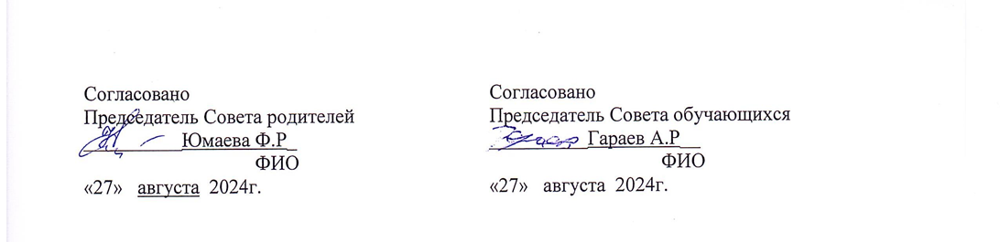 Согласовано
Председатель Совета родителей
Юмаева Ф.Р
ФИО
«27» августа 2024г.
Согласовано
Председатель Совета обучающихся
Гараев А.Р
ФИО
«27» августа 2024г.